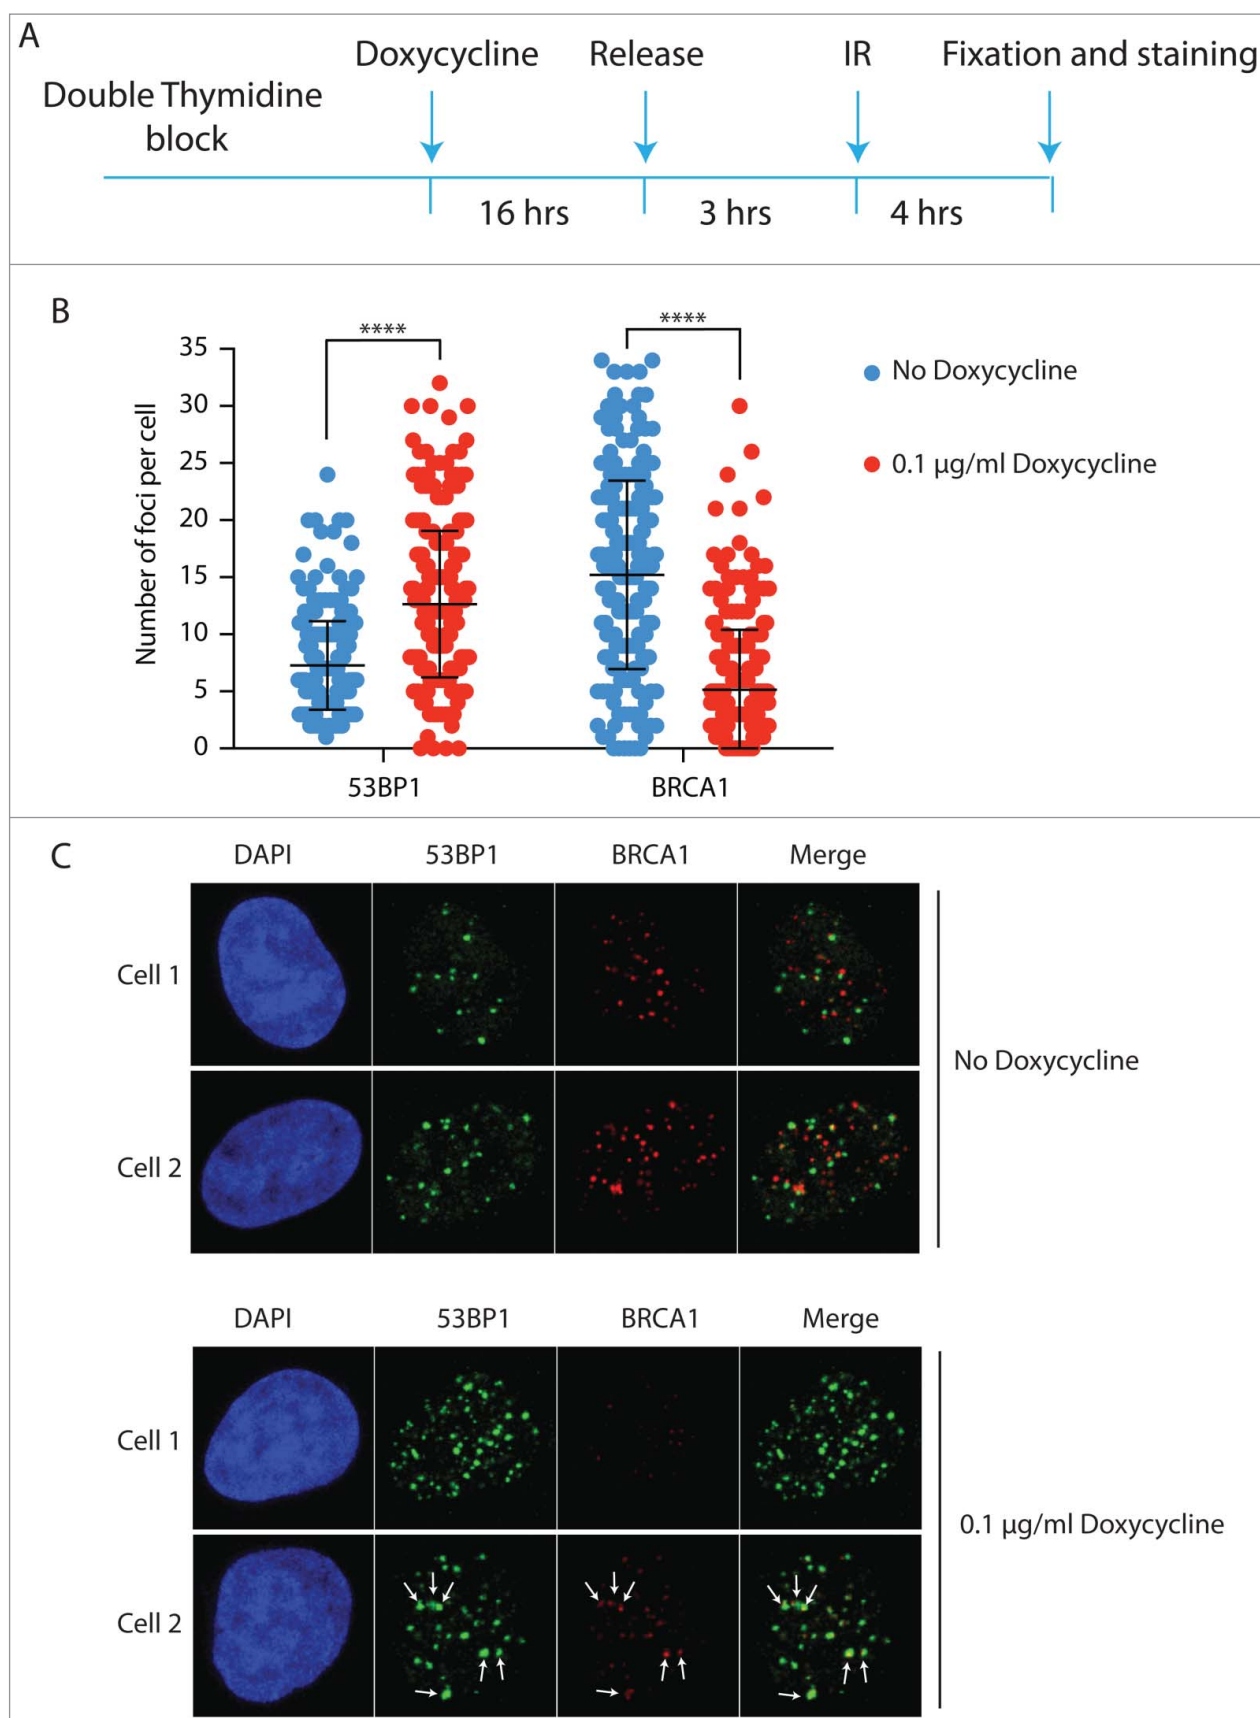 A
Doxycycline Release IR Fixation and staining
Double Thymidine
block
16 hrs 3 hrs 4 hrs
B
**** ****
Number of foci per cell
35
30
25
20
15
10
5
0
53BP1 BRCA1
No Doxycycline
0.1 µg/ml Doxycycline
C
DAPI 53BP1 BRCA1 Merge
Cell 1
No Doxycycline
Cell 2
DAPI 53BP1 BRCA1 Merge
Cell 1
0.1 µg/ml Doxycycline
Cell 2